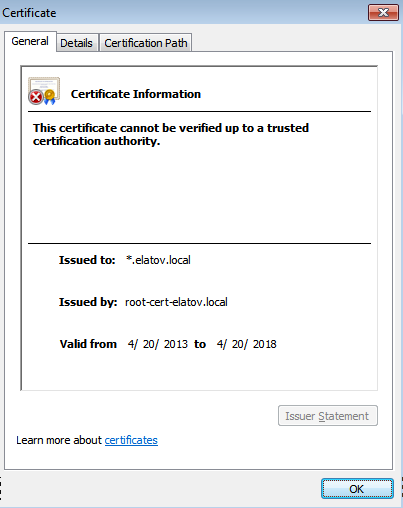 Certificate
General Details Certification Path
Certificate Information
This certificate cannot be verified up to a trusted
certification authority.
Issued to: *.elatov.local
Issued by: root-cert-elatov.local
Valid from 4/ 20/ 2013 to 4/ 20/ 2018
Issuer Statement
Learn more about certificates
OK